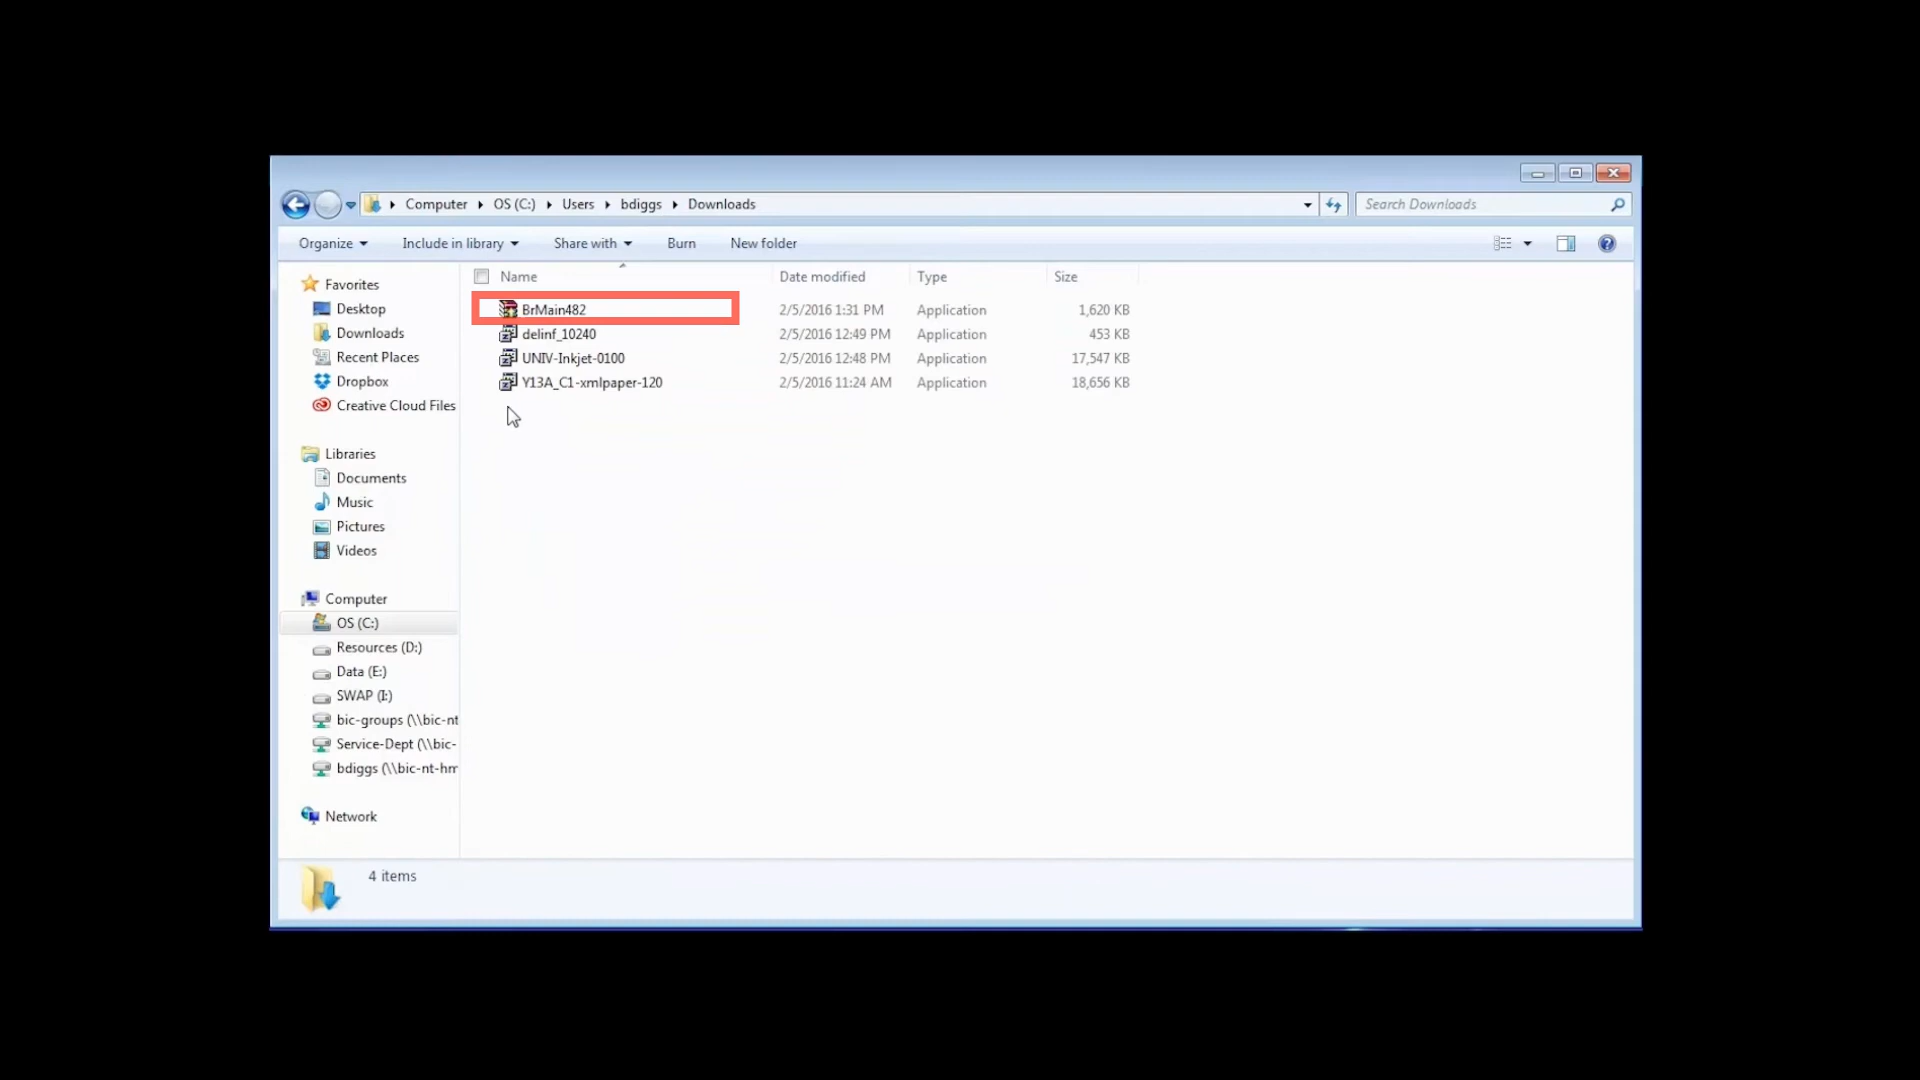 Computer OS (C:) Users bdiggs Downloads
Search Downloads
Organize Include in library Share with Burn New folder
Name Date modified Type Size
BrMain482 2/5/2016 1:31 PM Application 1,620 KB
delinf_10240 2/5/2016 12:49 PM Application 453 KB
UNIV-Inkjet-0100 2/5/2016 12:48 PM Application 17,547 KB
Y13A_C1-xmlpaper-120 2/5/2016 11:24 AM Application 18,656 KB
Favorites
Desktop
Downloads
Recent Places
Dropbox
Creative Cloud Files
Libraries
Documents
Music
Pictures
Videos
Computer
OS (C:)
Resources (D:)
Data (E:)
SWAP (I:)
bic-groups (\\bic-nt
Service-Dept (\\bic-
bdiggs (\\bic-nt-hm
Network
4 items